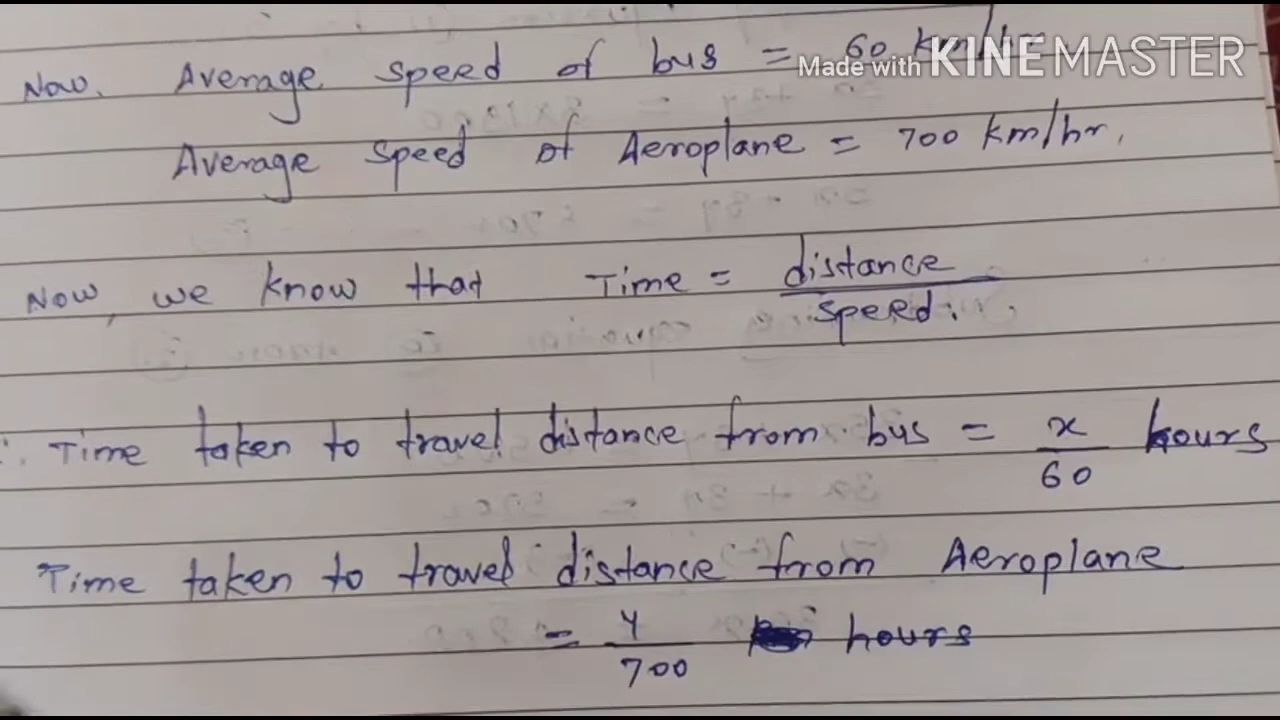 Now, Average speed of bus = 60 km/hr
Made with KINEMASTER
Average speed of Aeroplane = 700 km/hr.
Now, we know that Time = distance / speed.
∴ Time taken to travel distance from bus = x / 60 hours
Time taken to travel distance from Aeroplane
= y / 700 hours